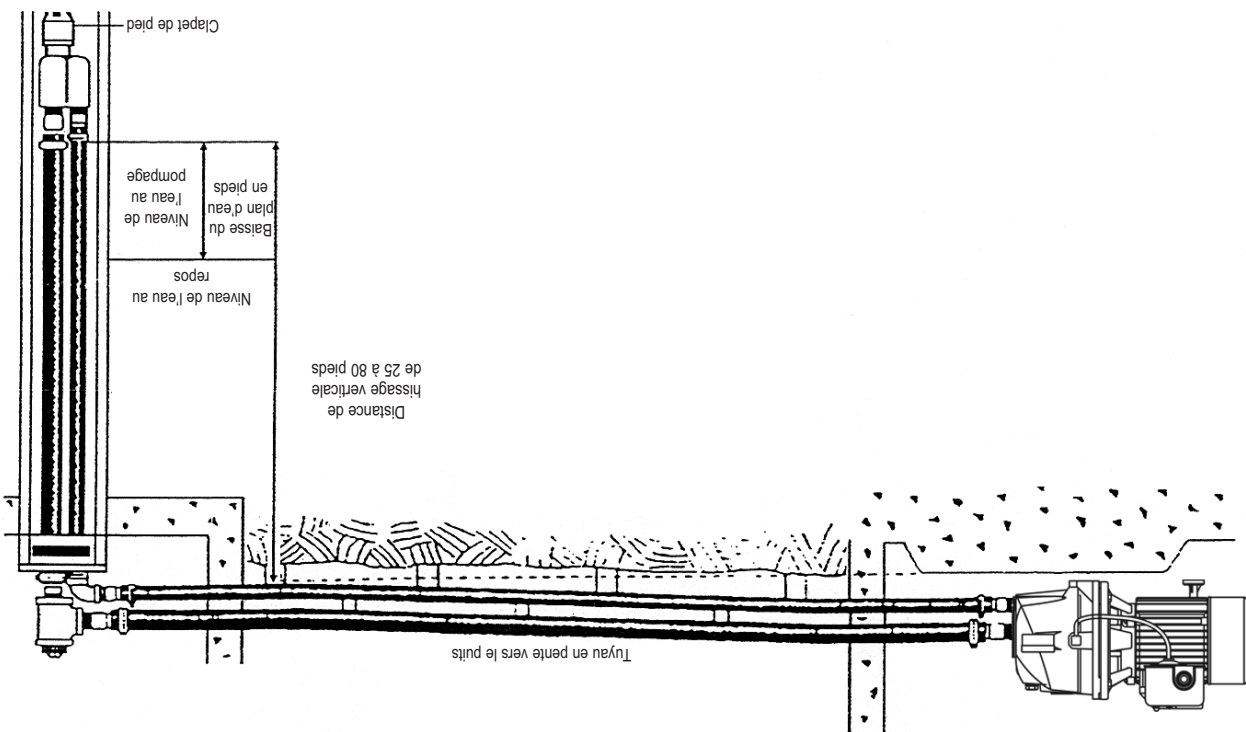 Tuyau en pente vers le puits
Distance de
hissage verticale
de 25 à 80 pieds
Niveau de l'eau au
repos
Baisse du
plan d'eau
en pieds
Niveau de
l'eau au
pompage
Clapet de pied